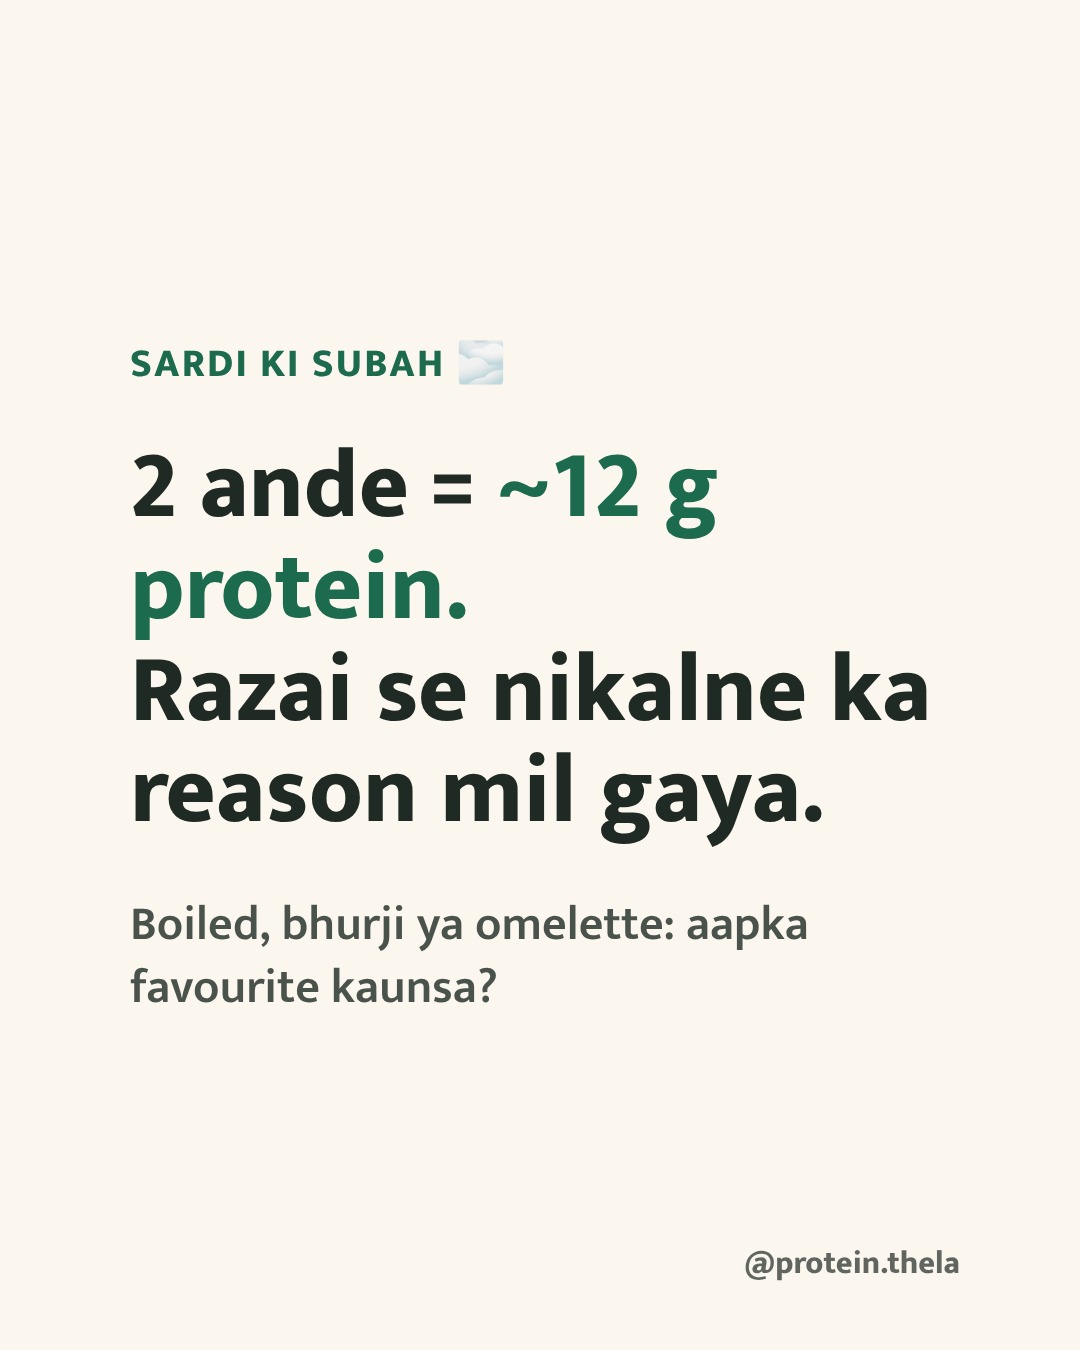 SARDI KI SUBAH 🌫️
2 ande = ~12 g
protein.
Razai se nikalne ka
reason mil gaya.
Boiled, bhurji ya omelette: aapka
favourite kaunsa?
@protein.thela